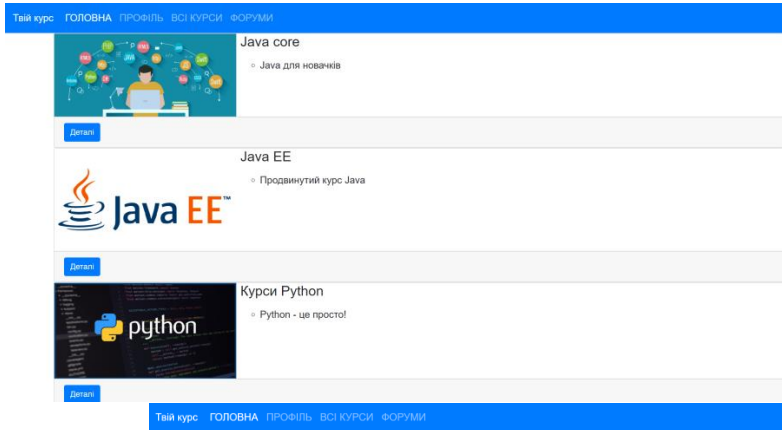 Твій курс ГОЛОВНА ПРОФІЛЬ ВСІ КУРСИ ФОРУМИ
Java core
Java для новачків
Деталі
Java EE
Продвинутий курс Java
Java EE™
Деталі
Курси Python
Python - це просто!
python
Деталі
Твій курс ГОЛОВНА ПРОФІЛЬ ВСІ КУРСИ ФОРУМИ